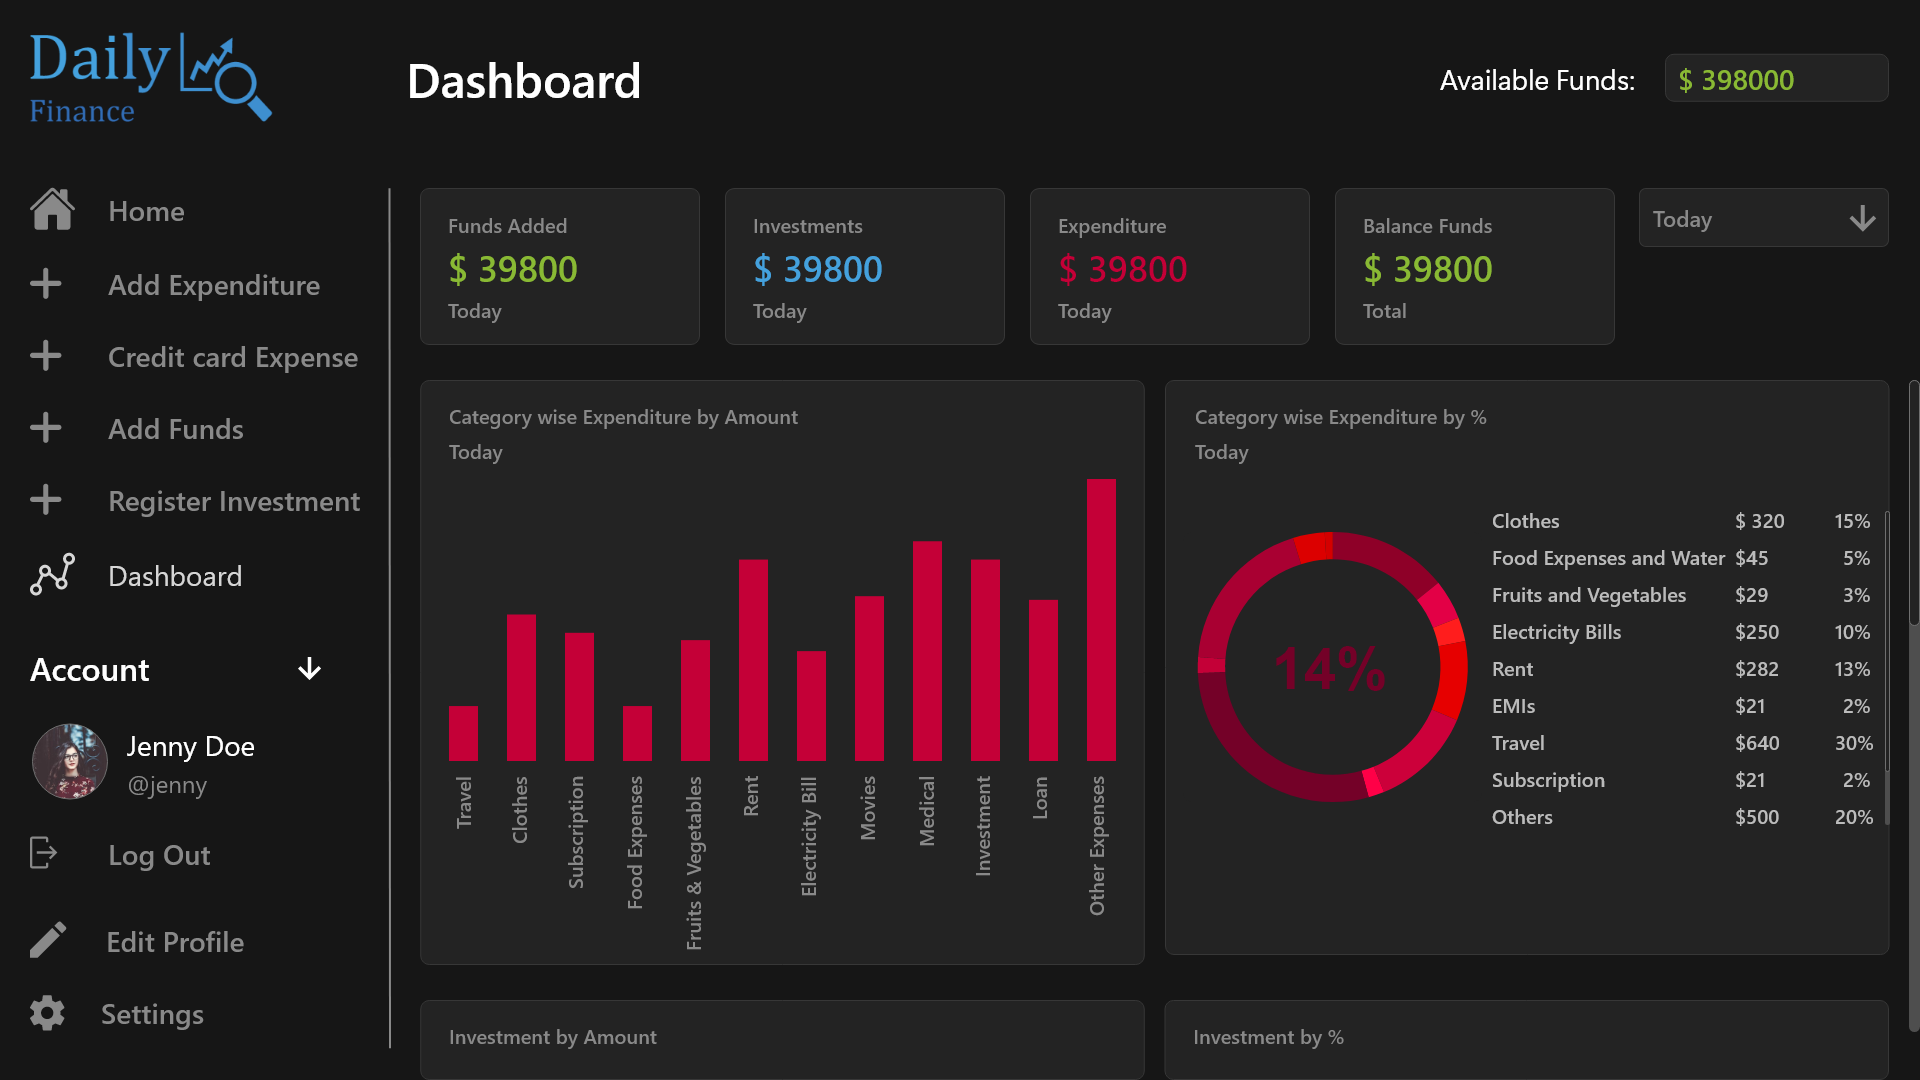 Daily
Finance
Dashboard
Available Funds:
$ 398000
Home
Add Expenditure
Credit card Expense
Add Funds
Register Investment
Dashboard
Account
Jenny Doe
@jenny
Log Out
Edit Profile
Settings
Funds Added
$ 39800
Today
Investments
$ 39800
Today
Expenditure
$ 39800
Today
Balance Funds
$ 39800
Total
Today
Category wise Expenditure by Amount
Today
Travel
Clothes
Subscription
Food Expenses
Fruits & Vegetables
Rent
Electricity Bill
Movies
Medical
Investment
Loan
Other Expenses
Category wise Expenditure by %
Today
14%
Clothes $ 320 15%
Food Expenses and Water $45 5%
Fruits and Vegetables $29 3%
Electricity Bills $250 10%
Rent $282 13%
EMIs $21 2%
Travel $640 30%
Subscription $21 2%
Others $500 20%
Investment by Amount
Investment by %